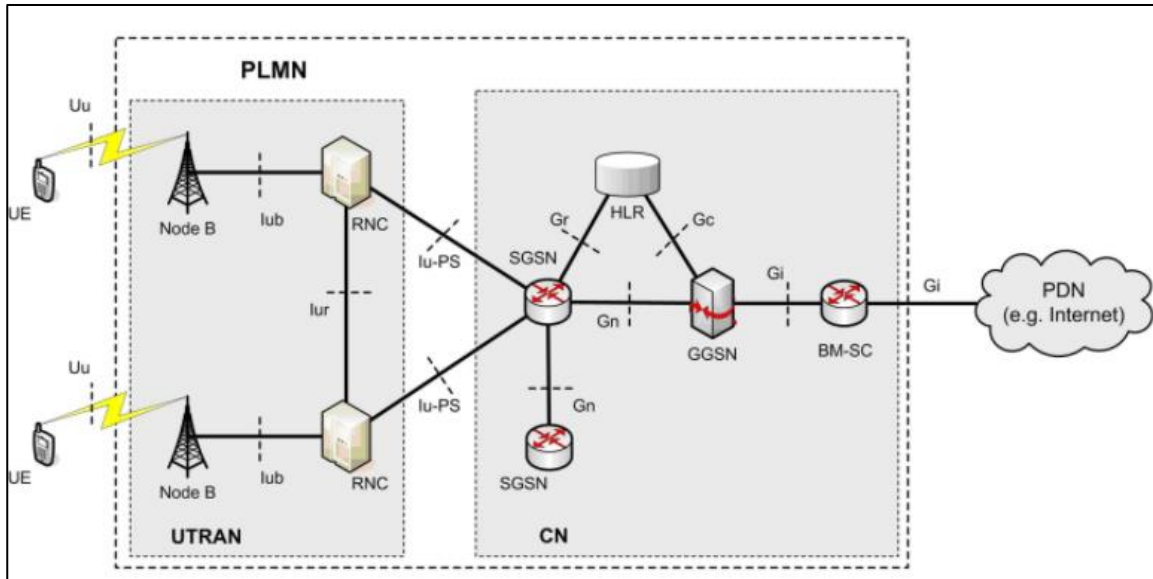 PLMN
Uu
UE
Node B
Iub
RNC
Iu-PS
Iur
Uu
UE
Node B
Iub
RNC
Iu-PS
UTRAN
HLR
Gr
Gc
SGSN
Gn
GGSN
Gi
BM-SC
Gi
Gn
SGSN
CN
PDN
(e.g. Internet)